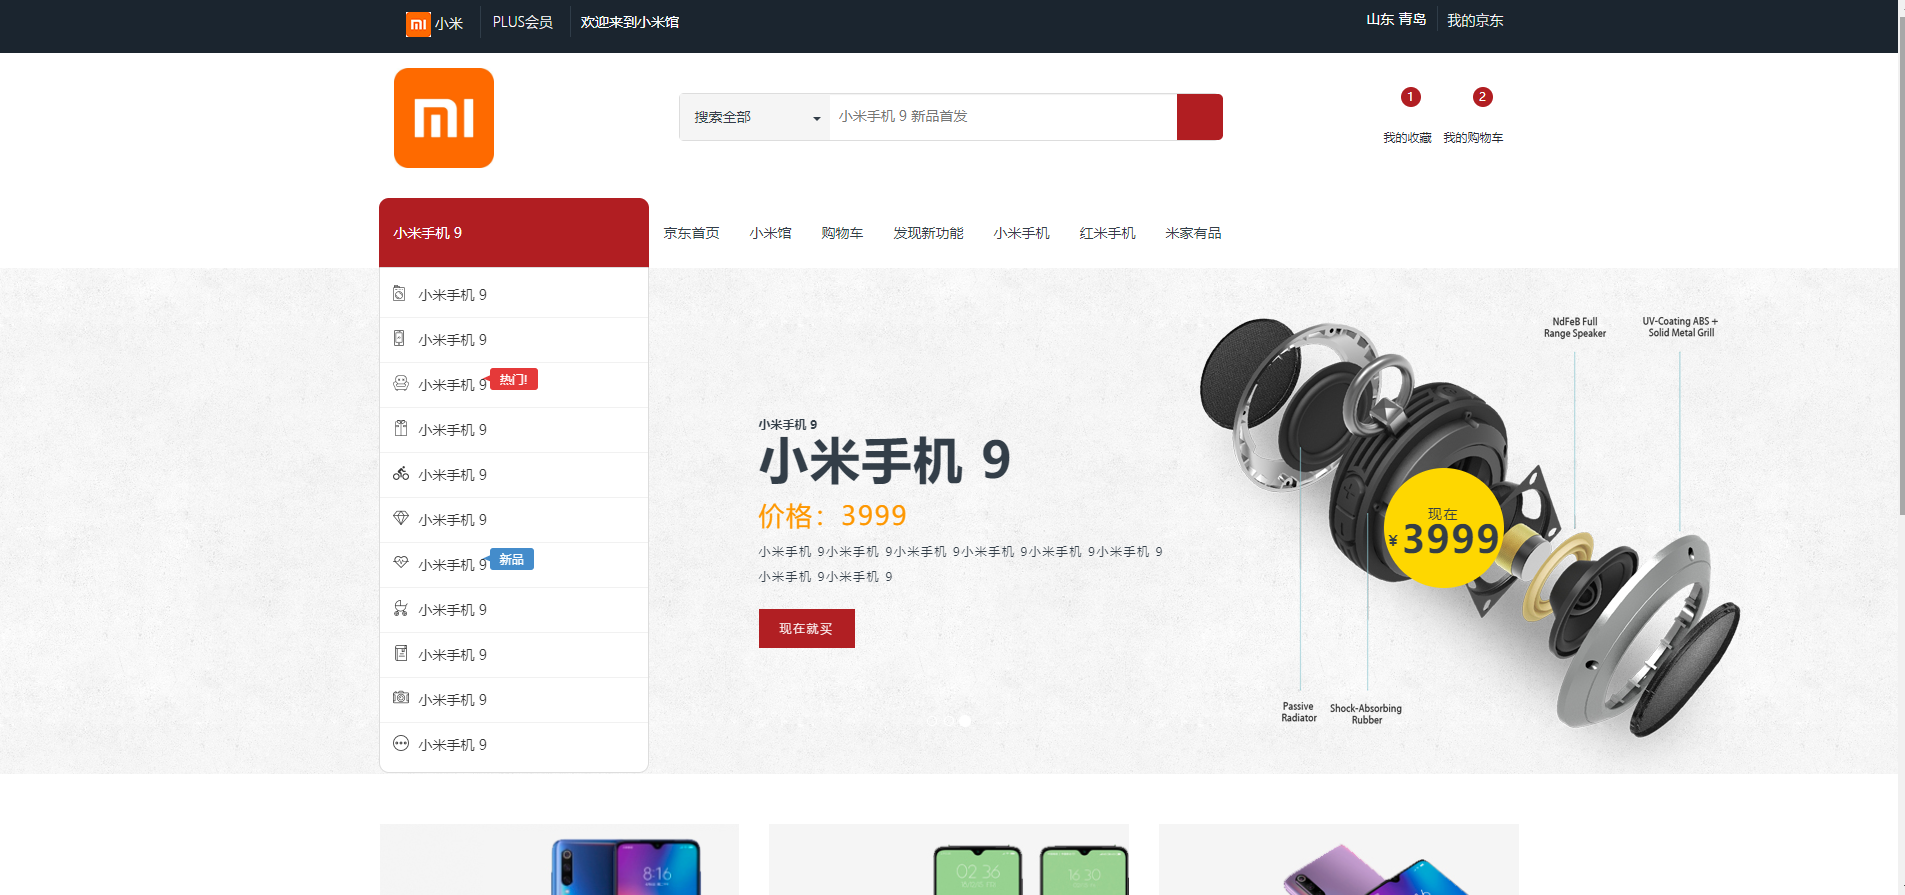 小米
PLUS会员
欢迎来到小米馆
山东 青岛
我的京东
搜索全部
小米手机 9 新品首发
1
2
我的收藏
我的购物车
小米手机 9
京东首页
小米馆
购物车
发现新功能
小米手机
红米手机
米家有品
小米手机 9
小米手机 9
小米手机 9
热门!
小米手机 9
小米手机 9
小米手机 9
小米手机 9
新品
小米手机 9
小米手机 9
小米手机 9
小米手机 9
小米手机 9
小米手机 9
价格：3999
小米手机 9小米手机 9小米手机 9小米手机 9小米手机 9小米手机 9
小米手机 9小米手机 9
现在就买
NdFeB Full
Range Speaker
UV-Coating ABS +
Solid Metal Grill
现在
¥3999
Passive
Radiator
Shock-Absorbing
Rubber
8:16
02 36
16:30